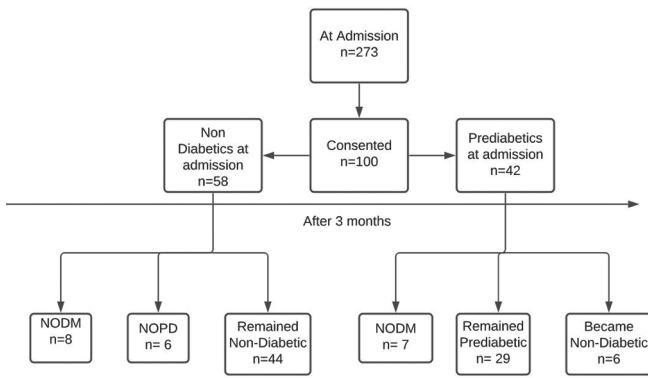 At Admission
n=273
Non
Diabetics at
admission
n=58
Consented
n=100
Prediabetics
at admission
n=42
After 3 months
NODM
n=8
NOPD
n= 6
Remained
Non-Diabetic
n=44
NODM
n= 7
Remained
Prediabetic
n= 29
Became
Non-Diabetic
n=6